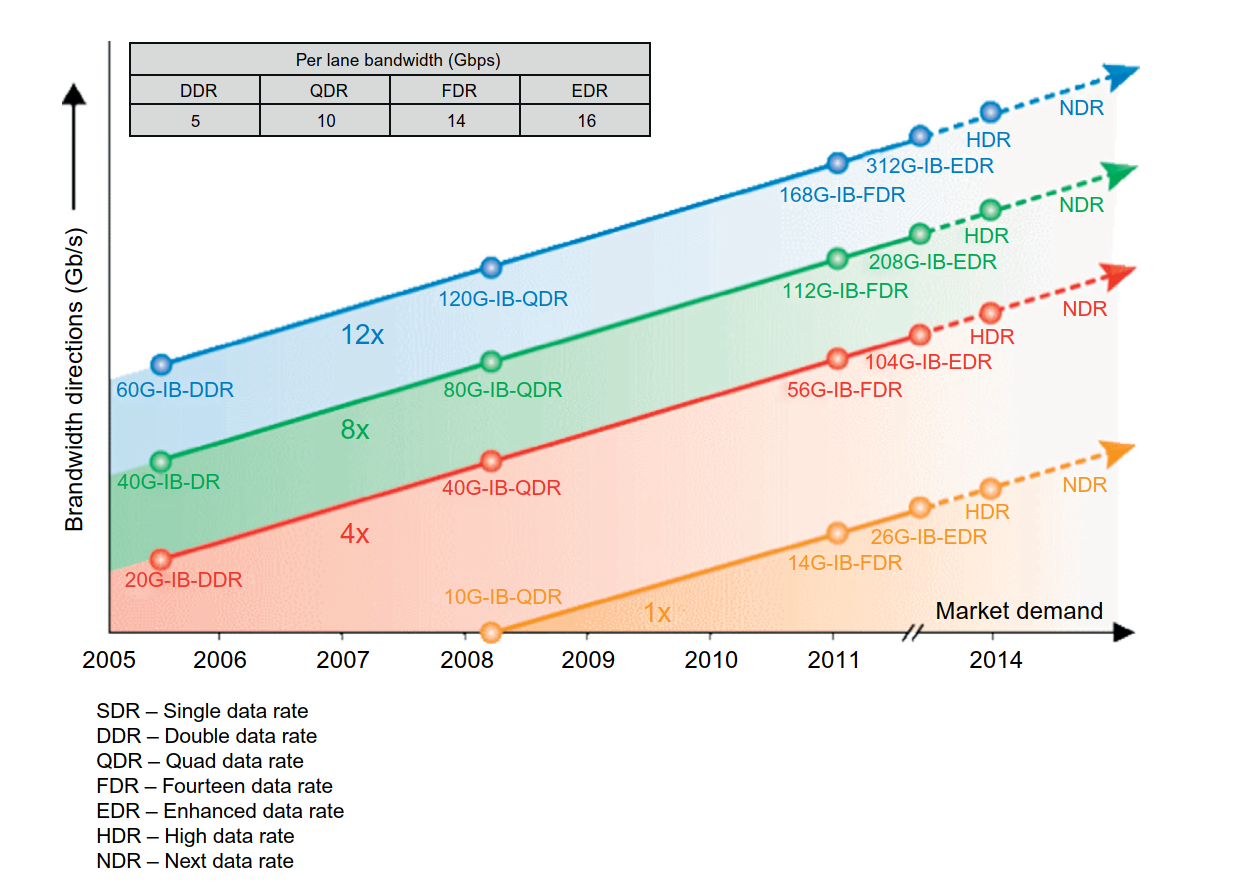 Per lane bandwidth (Gbps)
DDR QDR FDR EDR
5 10 14 16
Brandwidth directions (Gb/s)
NDR
HDR
312G-IB-EDR
168G-IB-FDR
120G-IB-QDR
12x
60G-IB-DDR
NDR
HDR
208G-IB-EDR
112G-IB-FDR
80G-IB-QDR
8x
40G-IB-DR
NDR
HDR
104G-IB-EDR
56G-IB-FDR
40G-IB-QDR
4x
20G-IB-DDR
NDR
HDR
26G-IB-EDR
14G-IB-FDR
10G-IB-QDR
1x
Market demand
2005 2006 2007 2008 2009 2010 2011 2014
SDR – Single data rate
DDR – Double data rate
QDR – Quad data rate
FDR – Fourteen data rate
EDR – Enhanced data rate
HDR – High data rate
NDR – Next data rate